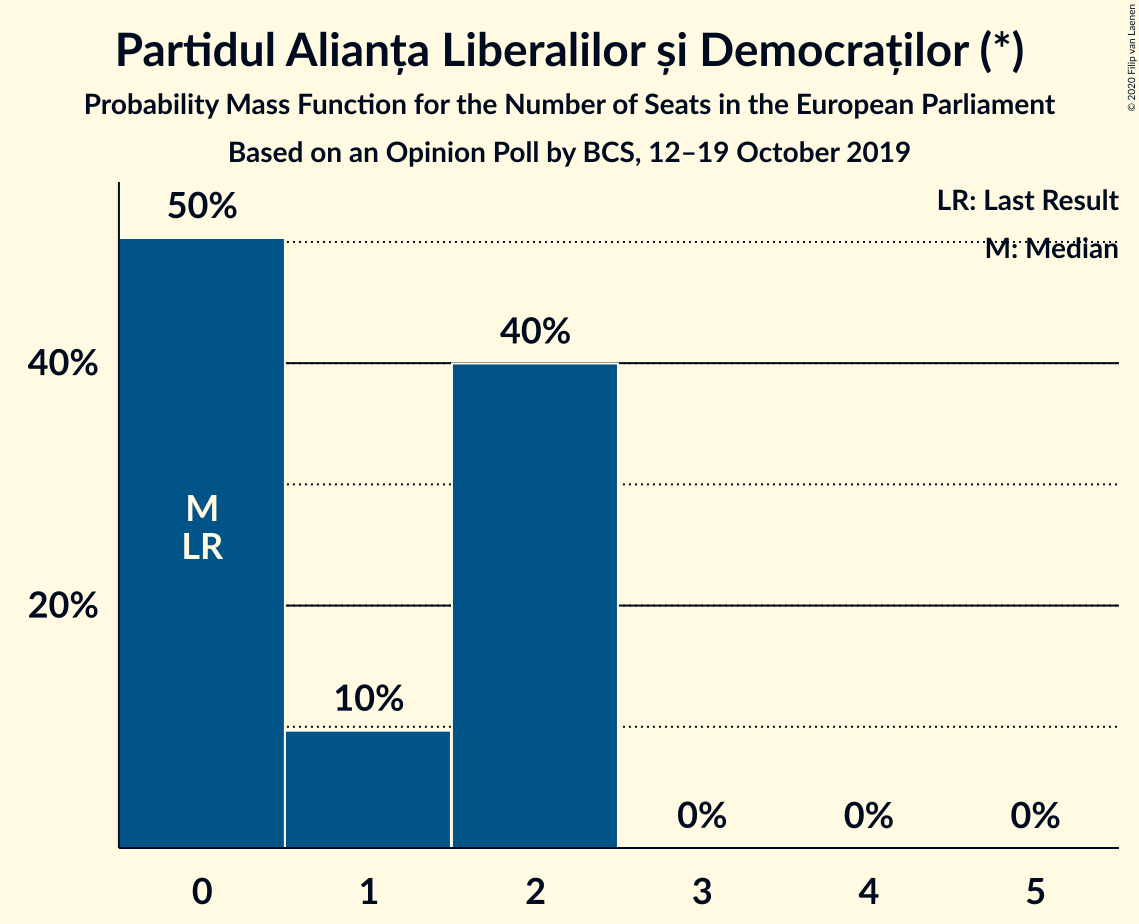 Partidul Alianța Liberalilor și Democraților (*)
Probability Mass Function for the Number of Seats in the European Parliament
Based on an Opinion Poll by BCS, 12–19 October 2019
© 2020 Filip van Laenen
LR: Last Result
M: Median
50%
40%
40%
M
LR
20%
10%
0%
0%
0%
0
1
2
3
4
5